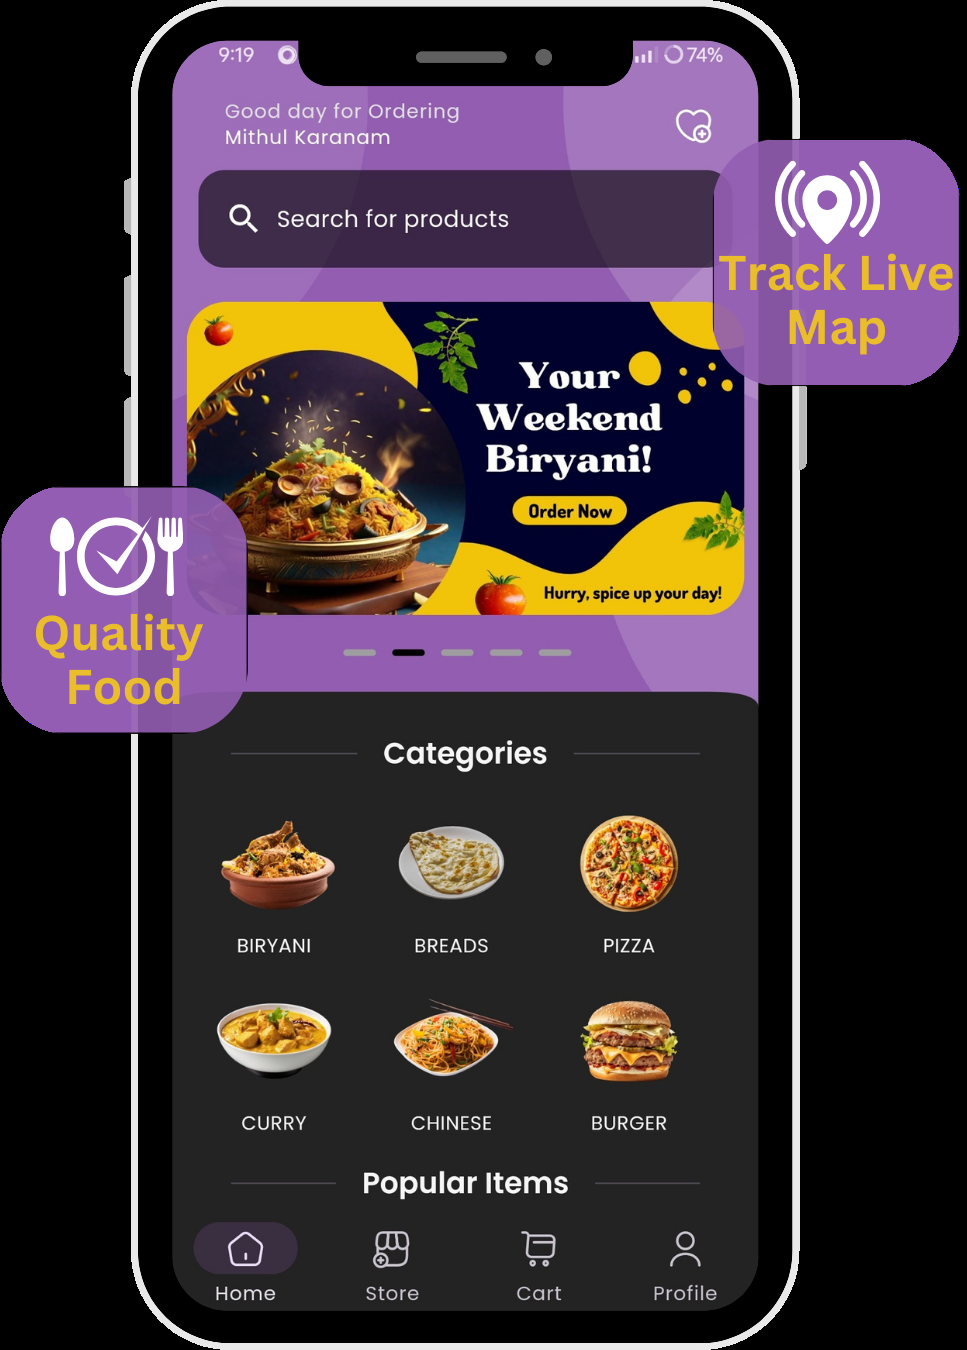 9:19
74%
Good day for Ordering
Mithul Karanam
Search for products
Track Live
Map
Your
Weekend
Biryani!
Order Now
Hurry, spice up your day!
Quality
Food
Categories
BIRYANI
BREADS
PIZZA
CURRY
CHINESE
BURGER
Popular Items
Home
Store
Cart
Profile